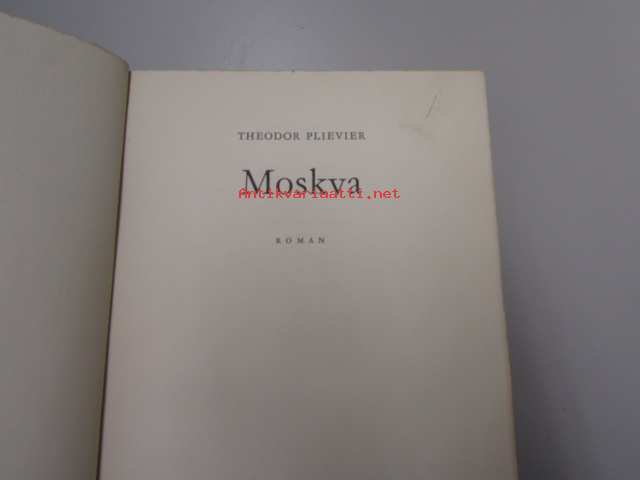 THEODOR PLIEVIER
Moskva
Antikvariaatti.net
ROMAN